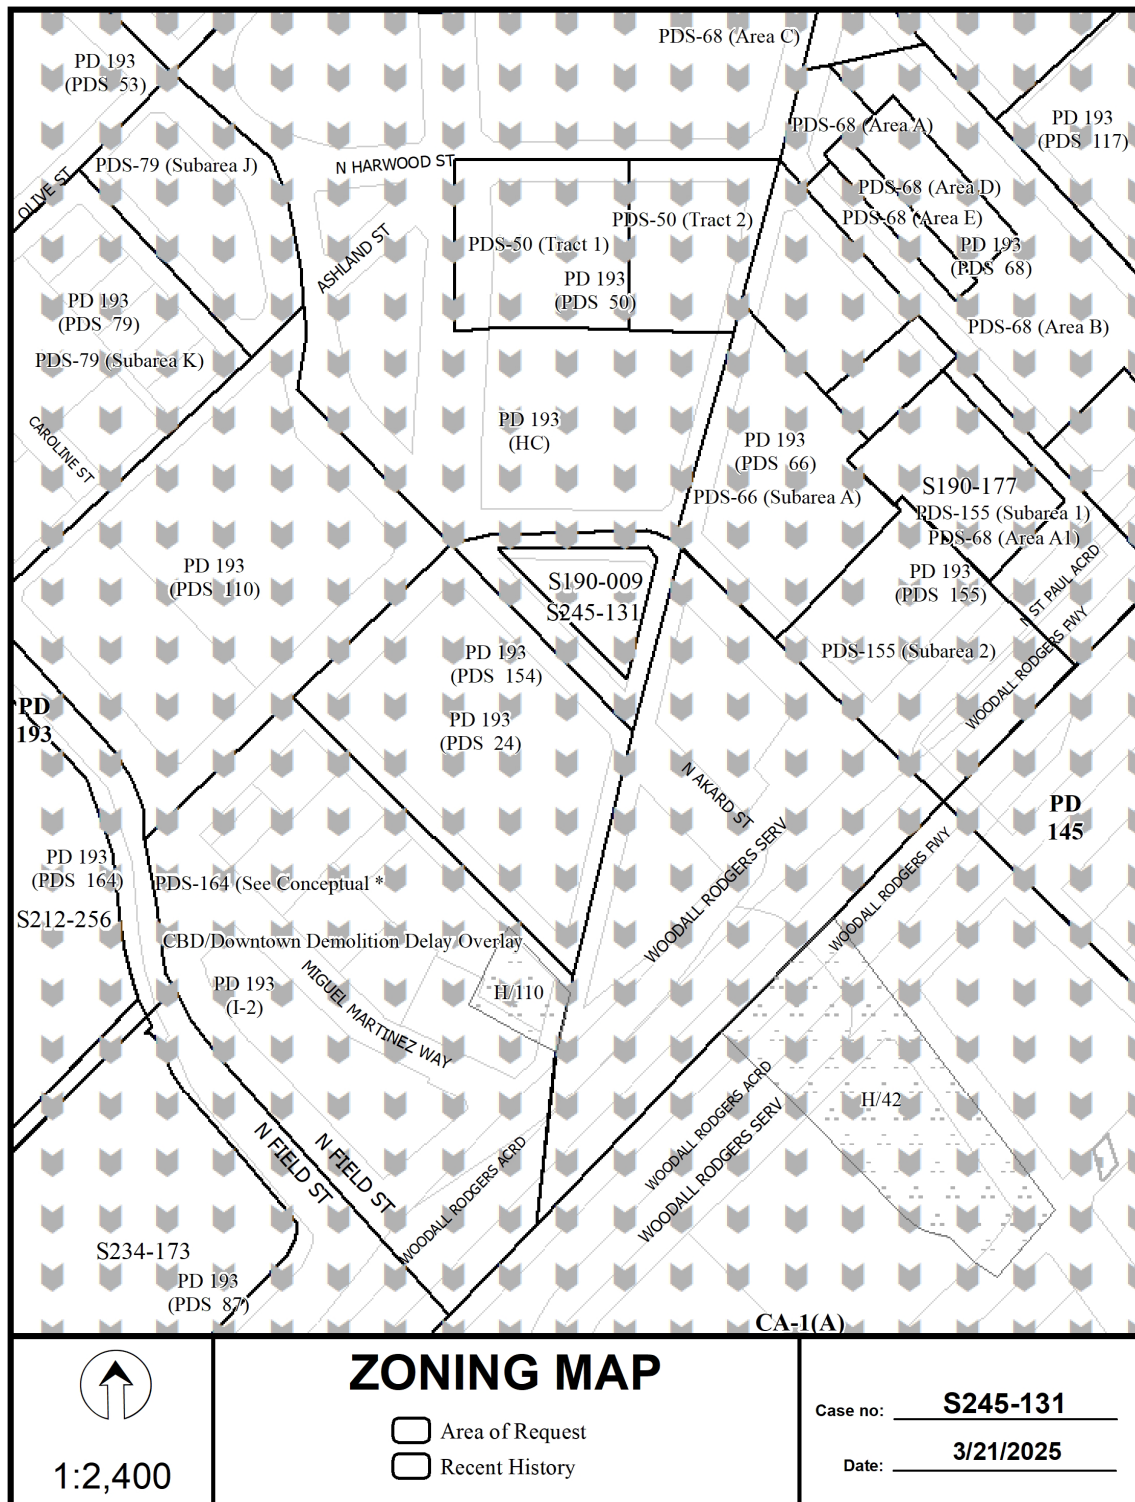 PDS-68 (Area C)
PD 193
(PDS 53)
PD 193
(PDS 117)
PDS-68 (Area A)
PDS-79 (Subarea J)
N HARWOOD ST
OLIVE ST
PDS-68 (Area D)
PDS-68 (Area E)
PDS-50 (Tract 2)
PDS-50 (Tract 1)
ASHLAND ST
PD 193
(PDS 68)
PD 193
(PDS 50)
PD 193
(PDS 79)
PDS-68 (Area B)
PDS-79 (Subarea K)
CAROLINE ST
PD 193
(HC)
PD 193
(PDS 66)
PDS-66 (Subarea A)
S190-177
PDS-155 (Subarea 1)
PDS-68 (Area A1)
PD 193
(PDS 110)
S190-009
S245-131
PD 193
(PDS 155)
N ST PAUL ACRD
WOODALL RODGERS FWY
PDS-155 (Subarea 2)
PD 193
(PDS 154)
PD
193
PD 193
(PDS 24)
N AKARD ST
WOODALL RODGERS SERV
PD
145
WOODALL RODGERS FWY
PD 193
(PDS 164)
PDS-164 (See Conceptual *
S212-256
CBD/Downtown Demolition Delay Overlay
PD 193
(I-2)
MIGUEL MARTINEZ WAY
H/110
H/42
WOODALL RODGERS ACRD
WOODALL RODGERS SERV
N FIELD ST
N FIELD ST
WOODALL RODGERS ACRD
S234-173
PD 193
(PDS 87)
CA-1(A)
1:2,400
ZONING MAP
Area of Request
Recent History
Case no: S245-131
Date: 3/21/2025